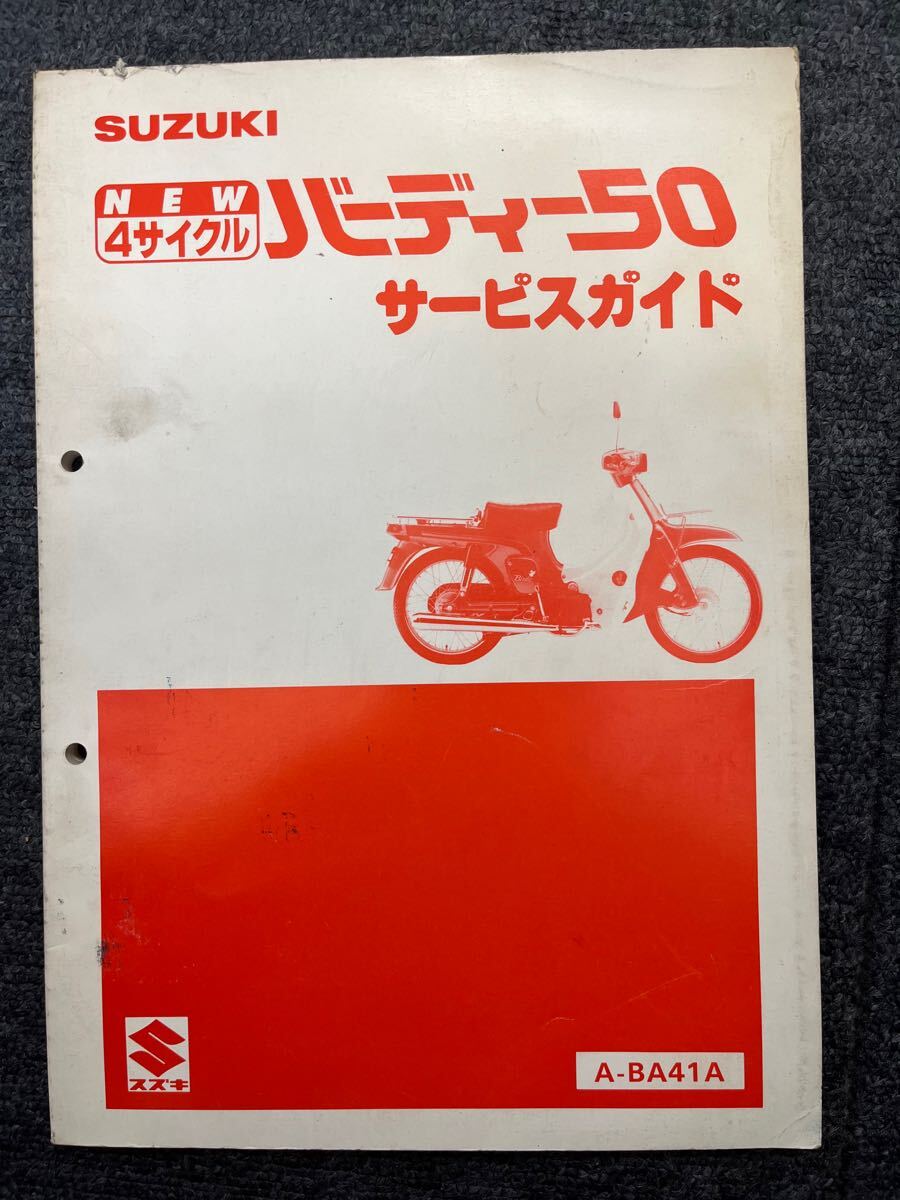 SUZUKI
NEW
4サイクル
バーディー50
サービスガイド
スズキ
A-BA41A